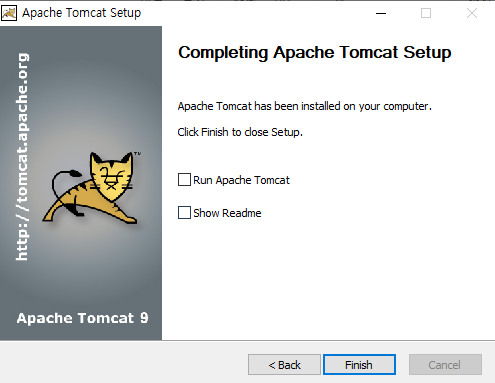 Apache Tomcat Setup
http://tomcat.apache.org
TM
Apache Tomcat 9
Completing Apache Tomcat Setup
Apache Tomcat has been installed on your computer.
Click Finish to close Setup.
Run Apache Tomcat
Show Readme
< Back
Finish
Cancel